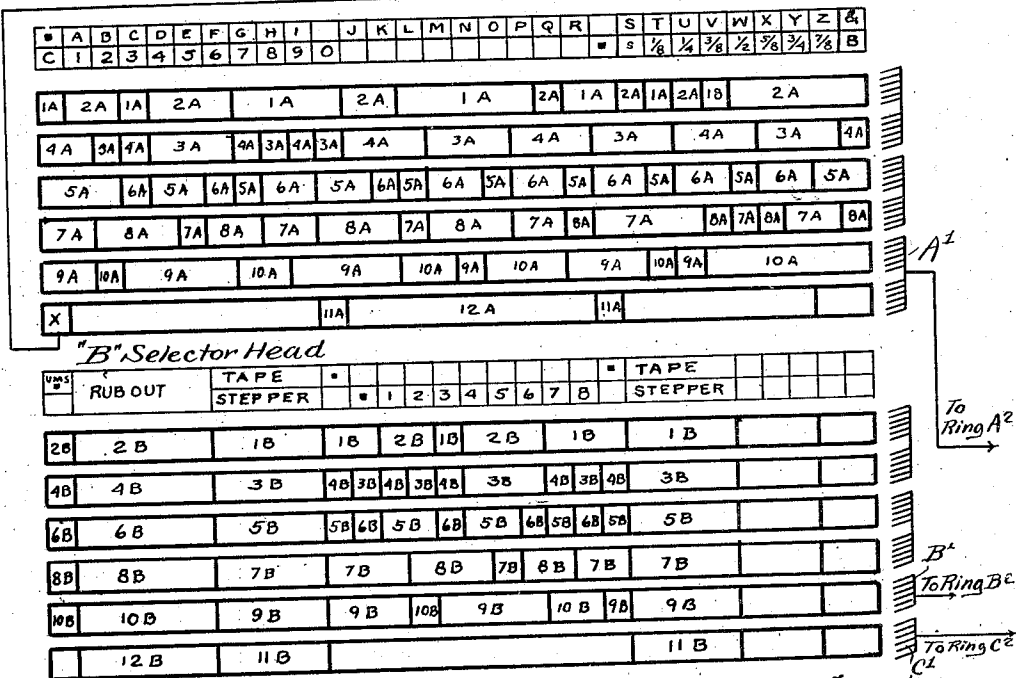 ■ A B C D E F G H I J K L M N O P Q R S T U V W X Y Z &
C 1 2 3 4 5 6 7 8 9 0 ■ s 1/8 1/4 3/8 1/2 5/8 3/4 7/8 B
1A 2A 1A 2A 1A 2A 1A 2A 1A 2A 1A 2A 1B 2A
4A 3A 4A 3A 4A 3A 4A 3A 4A 3A 4A 3A 4A 3A 4A
5A 6A 5A 6A 5A 6A 5A 6A 5A 6A 5A 6A 5A 6A 5A 6A 5A 6A 5A
7A 8A 7A 8A 7A 8A 7A 8A 7A 8A 7A 8A 7A 8A 7A 8A
9A 10A 9A 10A 9A 10A 9A 10A 9A 10A 9A 10A
A1
X 11A 12A 11A
"B" Selector Head
UMS ■ RUB OUT TAPE ■ ■ TAPE
STEPPER ■ 1 2 3 4 5 6 7 8 STEPPER
To
Ring A2
2B 2B 1B 1B 2B 1B 2B 1B 1B
4B 4B 3B 4B 3B 4B 3B 4B 3B 4B 3B 4B 3B
6B 6B 5B 5B 6B 5B 6B 5B 6B 5B 6B 5B 5B
B1
8B 8B 7B 7B 8B 7B 8B 7B 7B
To Ring B2
10B 10B 9B 9B 10B 9B 10B 9B 9B
12B 11B 11B
To Ring C2
C1